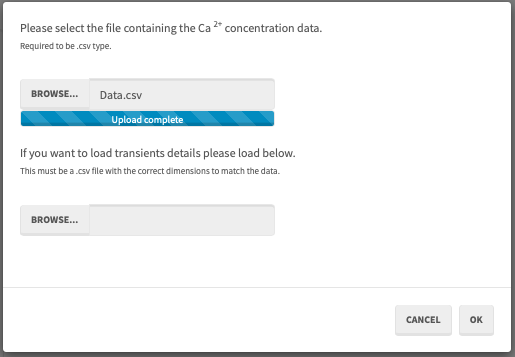 Please select the file containing the Ca 2+ concentration data.
Required to be .csv type.
BROWSE... Data.csv
Upload complete
If you want to load transients details please load below.
This must be a .csv file with the correct dimensions to match the data.
BROWSE...
CANCEL OK